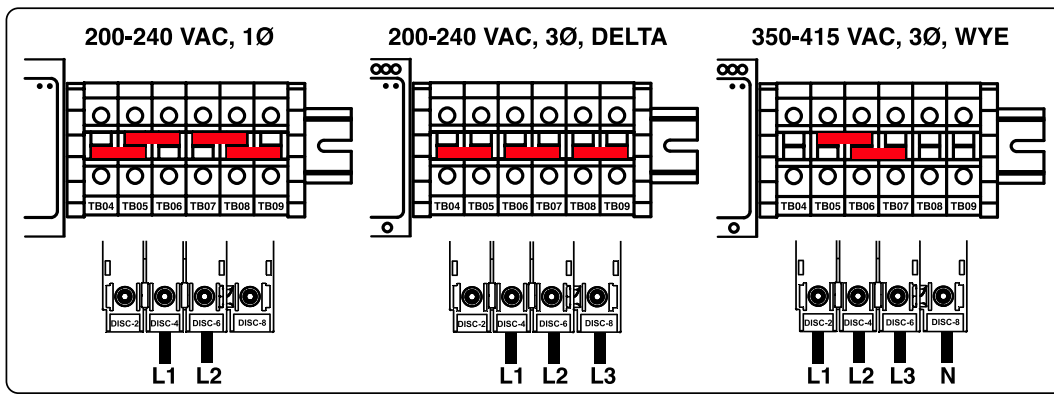 200-240 VAC, 1Ø
TB04 TB05 TB06 TB07 TB08 TB09
DISC-2 DISC-4 DISC-6 DISC-8
L1 L2
200-240 VAC, 3Ø, DELTA
TB04 TB05 TB06 TB07 TB08 TB09
DISC-2 DISC-4 DISC-6 DISC-8
L1 L2 L3
350-415 VAC, 3Ø, WYE
TB04 TB05 TB06 TB07 TB08 TB09
DISC-2 DISC-4 DISC-6 DISC-8
L1 L2 L3 N